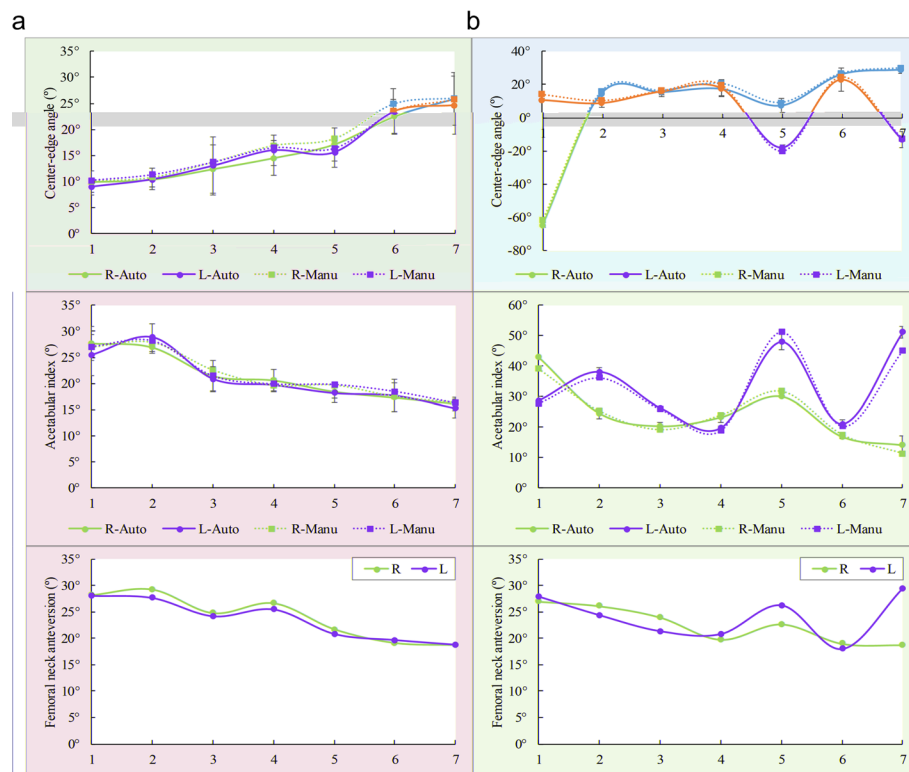 a
b
Center-edge angle (°)
35°
30°
25°
20°
15°
10°
5°
0°
1 2 3 4 5 6 7
R-Auto L-Auto R-Manu L-Manu
Center-edge angle (°)
40°
20°
0°
-20°
-40°
-60°
-80°
1 2 3 4 5 6 7
R-Auto L-Auto R-Manu L-Manu
Acetabular index (°)
35°
30°
25°
20°
15°
10°
5°
0°
1 2 3 4 5 6 7
R-Auto L-Auto R-Manu L-Manu
Acetabular index (°)
60°
50°
40°
30°
20°
10°
0°
1 2 3 4 5 6 7
R-Auto L-Auto R-Manu L-Manu
Femoral neck anteversion (°)
35°
30°
25°
20°
15°
10°
5°
0°
R L
1 2 3 4 5 6 7
Femoral neck anteversion (°)
35°
30°
25°
20°
15°
10°
5°
0°
R L
1 2 3 4 5 6 7